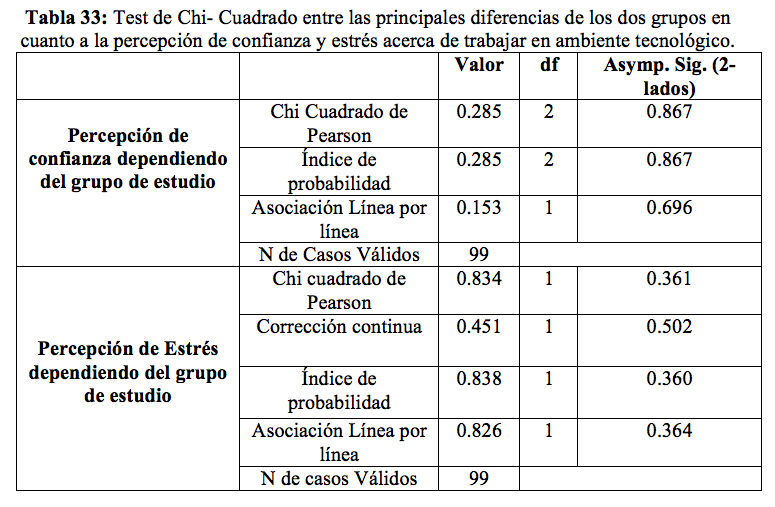 Tabla 33: Test de Chi- Cuadrado entre las principales diferencias de los dos grupos en
cuanto a la percepción de confianza y estrés acerca de trabajar en ambiente tecnológico.
Valor df Asymp. Sig. (2-
lados)
Percepción de
confianza dependiendo
del grupo de estudio
Chi Cuadrado de
Pearson
0.285 2 0.867
Índice de
probabilidad
0.285 2 0.867
Asociación Línea por
línea
0.153 1 0.696
N de Casos Válidos 99
Percepción de Estrés
dependiendo del grupo
de estudio
Chi cuadrado de
Pearson
0.834 1 0.361
Corrección continua 0.451 1 0.502
Índice de
probabilidad
0.838 1 0.360
Asociación Línea por
línea
0.826 1 0.364
N de casos Válidos 99